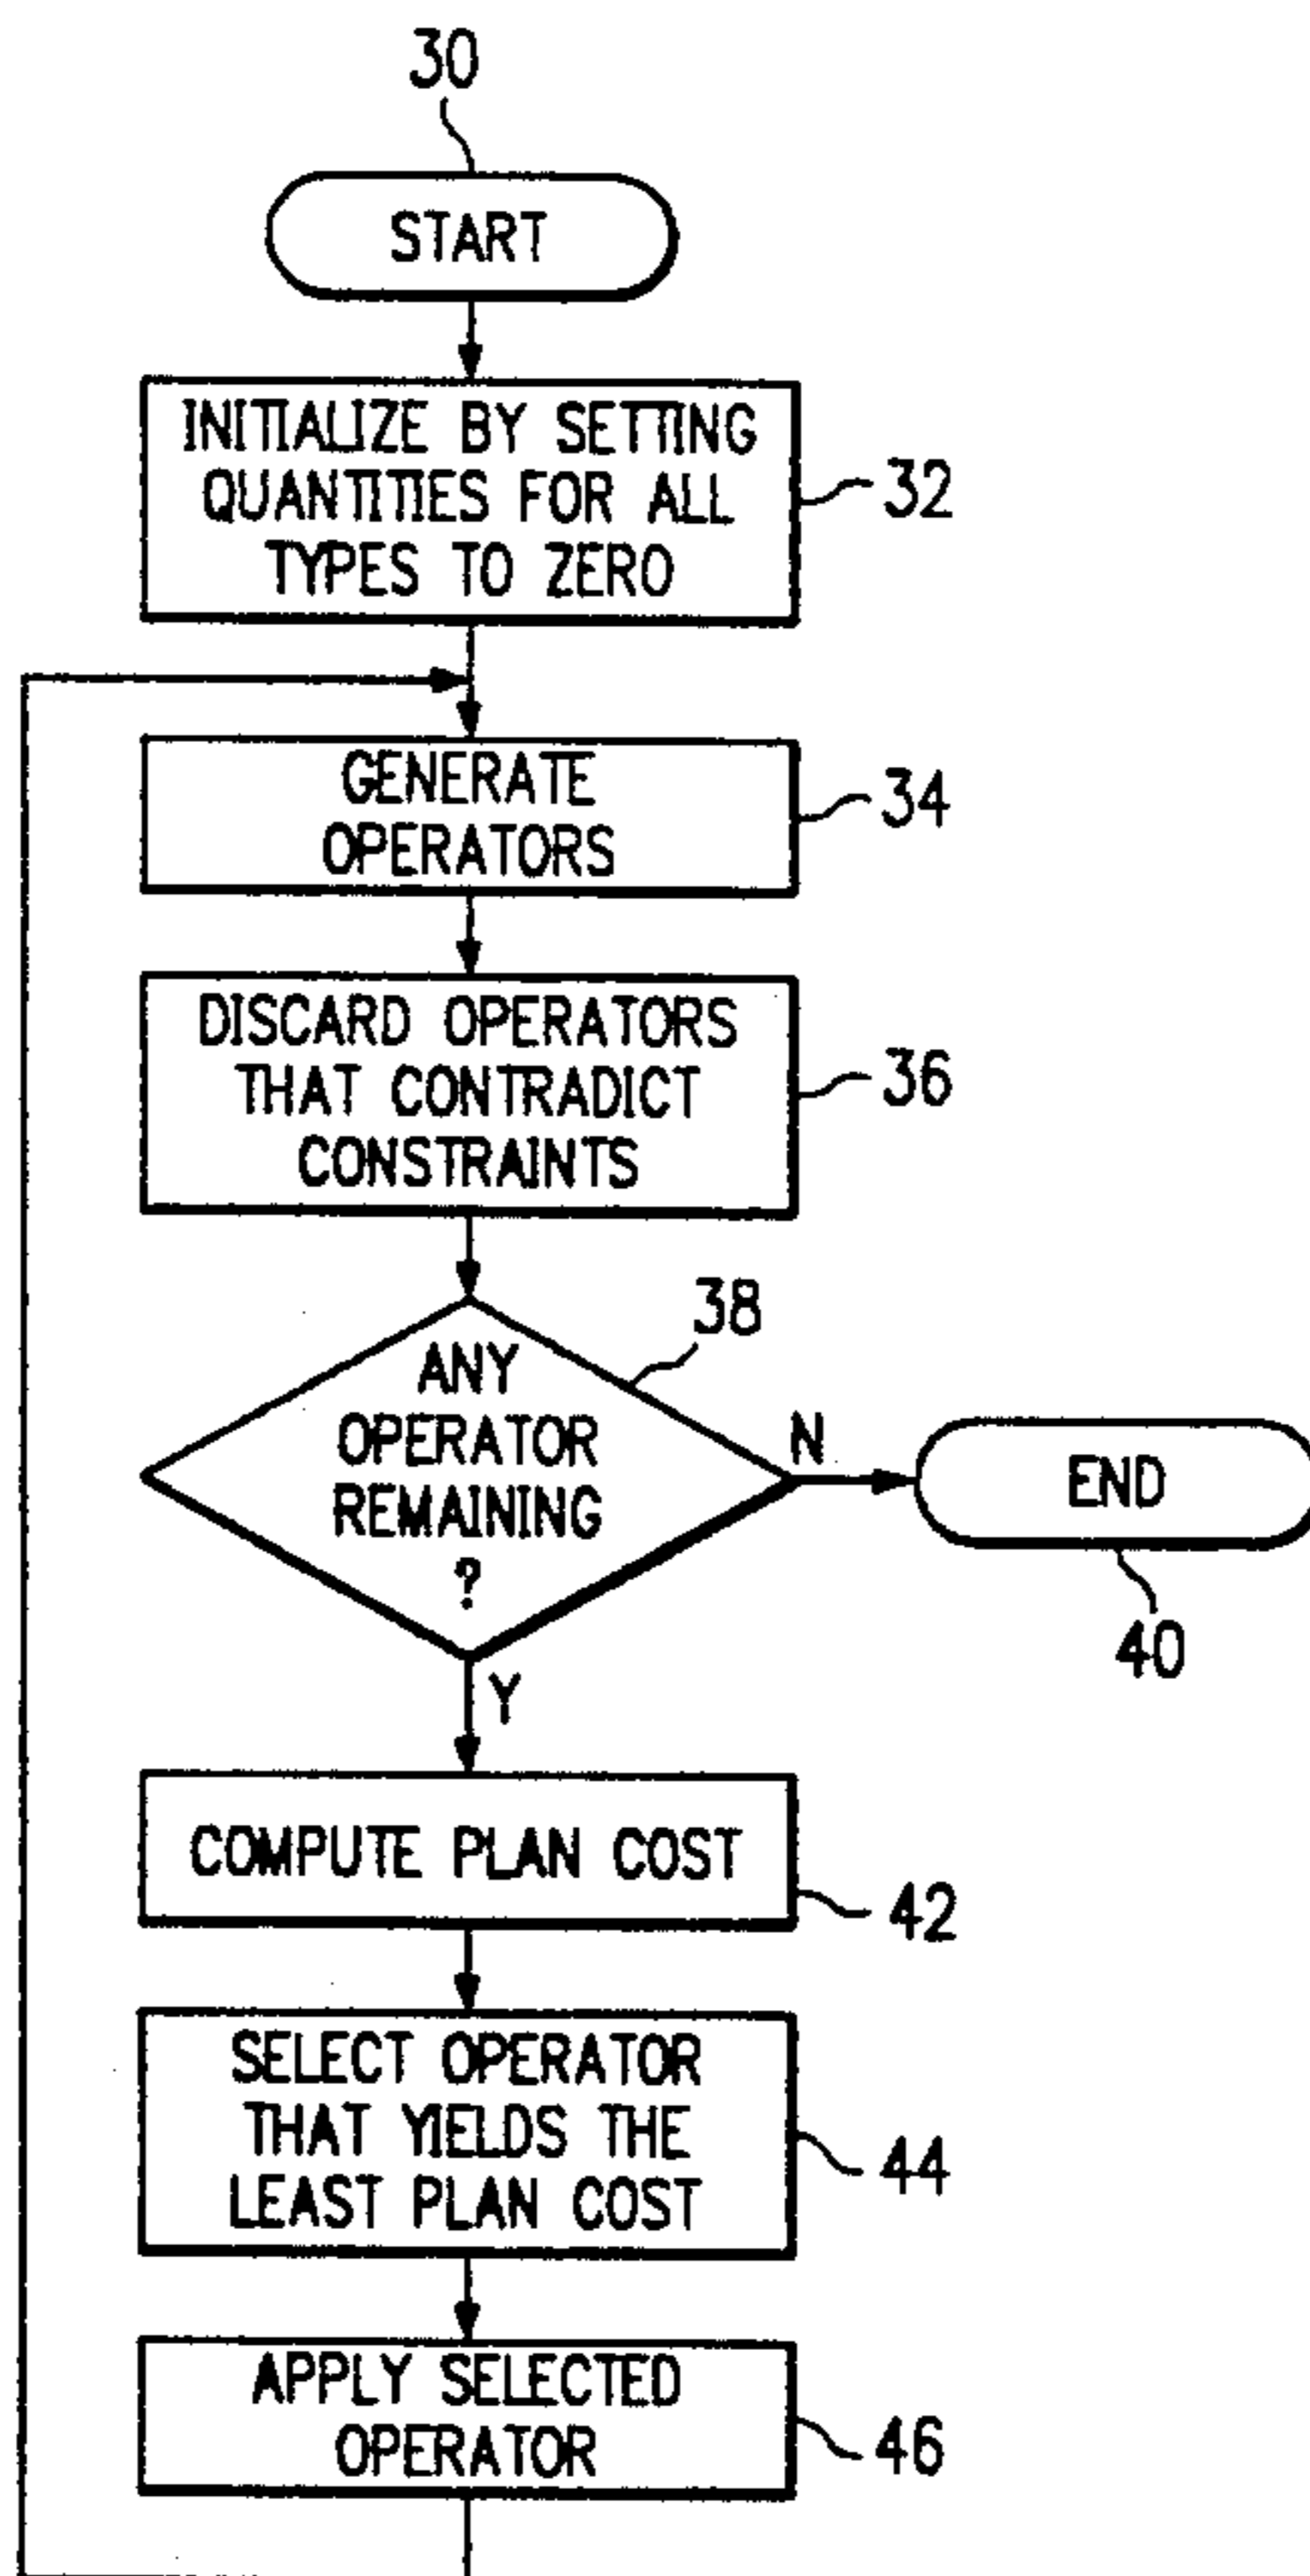 30
START
INITIALIZE BY SETTING
QUANTITIES FOR ALL
TYPES TO ZERO
32
GENERATE
OPERATORS
34
DISCARD OPERATORS
THAT CONTRADICT
CONSTRAINTS
36
38
ANY
OPERATOR
REMAINING
?
N
END
40
Y
COMPUTE PLAN COST
42
SELECT OPERATOR
THAT YIELDS THE
LEAST PLAN COST
44
APPLY SELECTED
OPERATOR
46